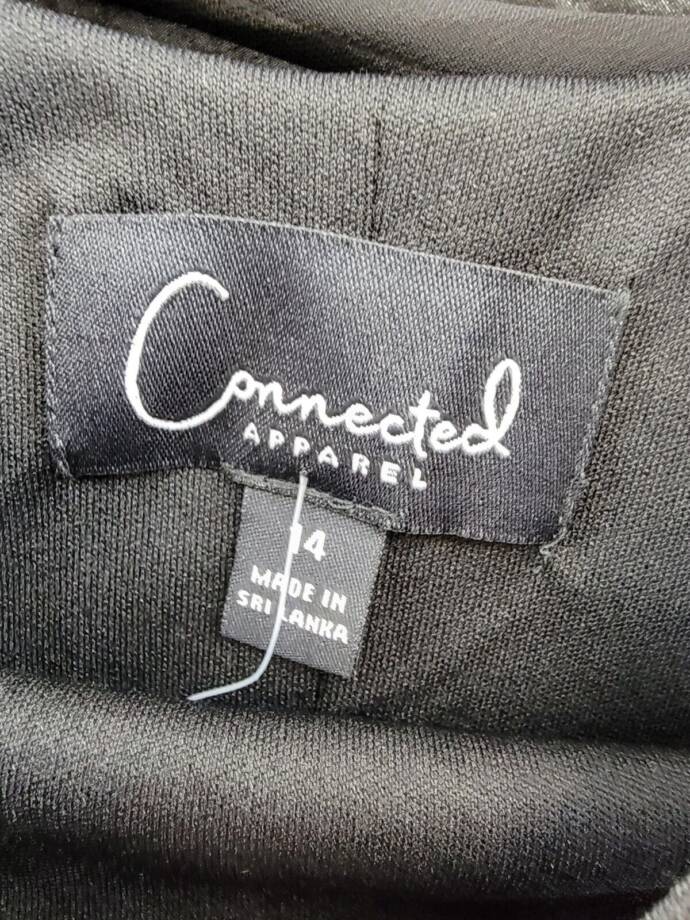 Connected
APPAREL
14
MADE IN
SRI LANKA